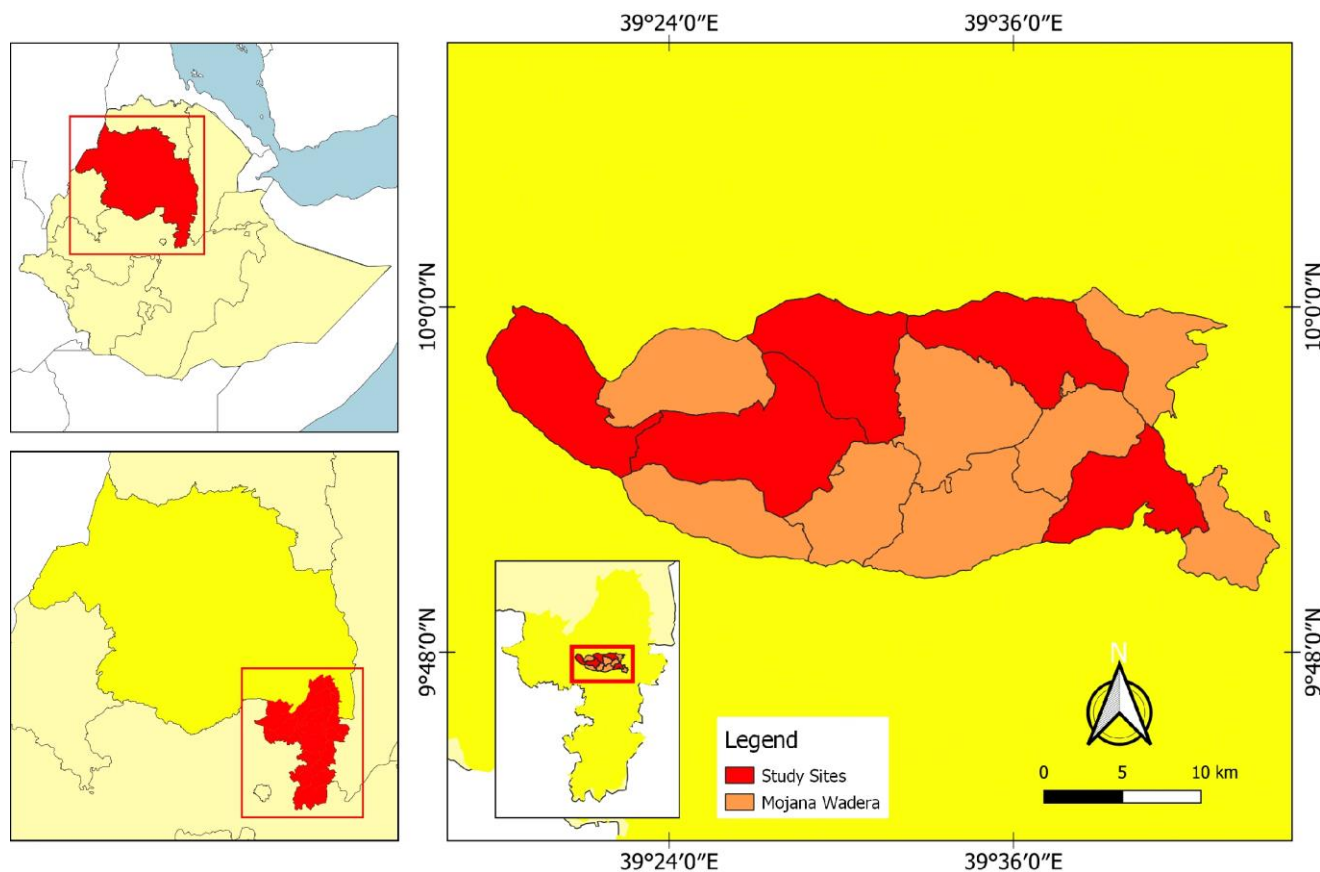 39°24′0″E
39°36′0″E
10°0′0″N
10°0′0″N
9°48′0″N
9°48′0″N
N
Legend
Study Sites
Mojana Wadera
0 5 10 km
39°24′0″E
39°36′0″E